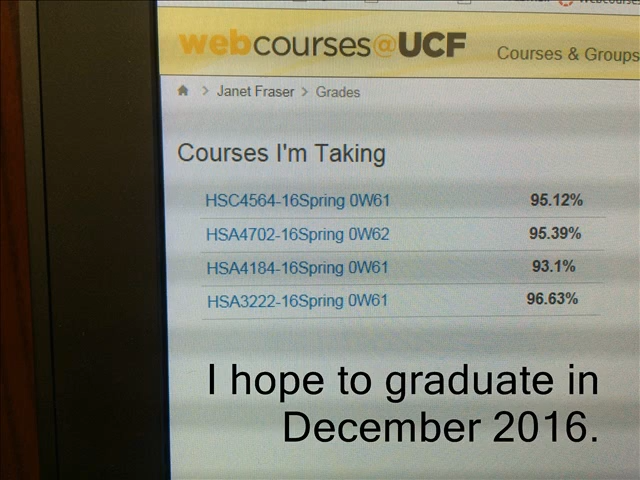 webcourses@UCF
Courses & Groups
Janet Fraser > Grades
Courses I'm Taking
HSC4564-16Spring 0W61 95.12%
HSA4702-16Spring 0W62 95.39%
HSA4184-16Spring 0W61 93.1%
HSA3222-16Spring 0W61 96.63%
I hope to graduate in
December 2016.